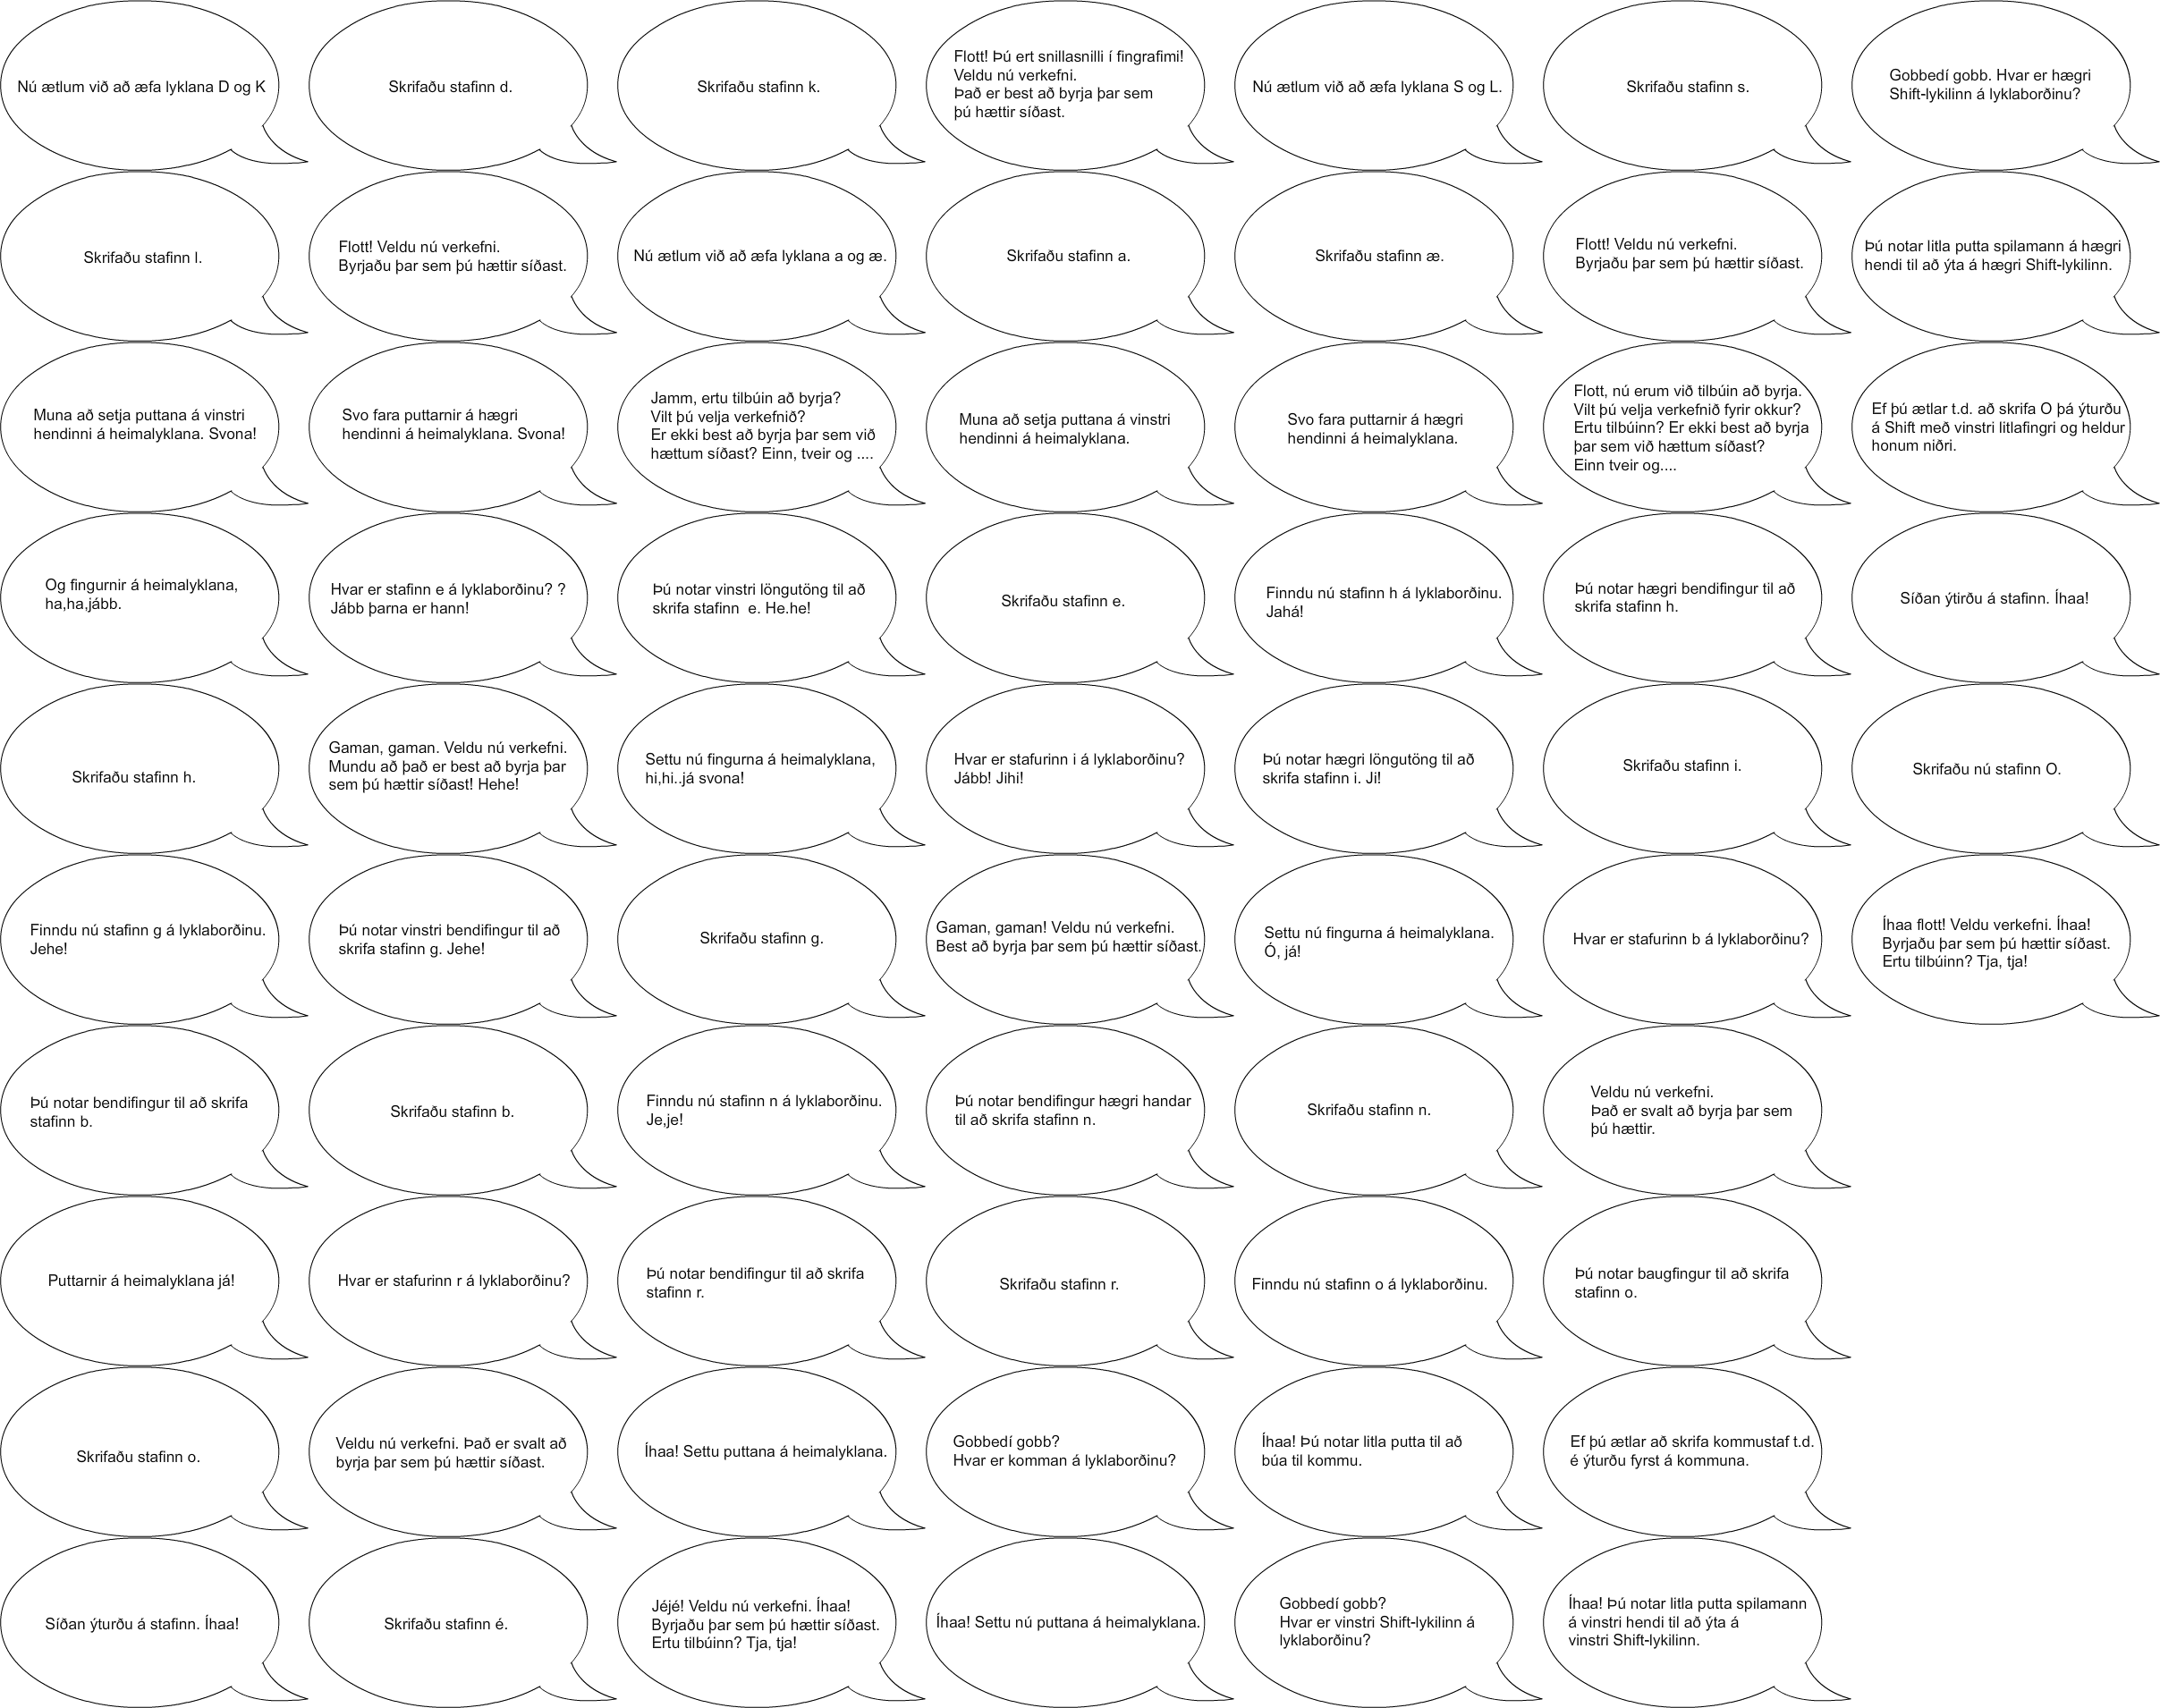 Nú ætlum við að æfa lyklana D og K
Skrifaðu stafinn d.
Skrifaðu stafinn k.
Flott! Þú ert snillasnilli í fingrafimi!
Veldu nú verkefni.
Það er best að byrja þar sem
þú hættir síðast.
Nú ætlum við að æfa lyklana S og L.
Skrifaðu stafinn s.
Gobbedí gobb. Hvar er hægri
Shift-lykilinn á lyklaborðinu?
Skrifaðu stafinn l.
Flott! Veldu nú verkefni.
Byrjaðu þar sem þú hættir síðast.
Nú ætlum við að æfa lyklana a og æ.
Skrifaðu stafinn a.
Skrifaðu stafinn æ.
Flott! Veldu nú verkefni.
Byrjaðu þar sem þú hættir síðast.
Þú notar litla putta spilamann á hægri
hendi til að ýta á hægri Shift-lykilinn.
Muna að setja puttana á vinstri
hendinni á heimalyklana. Svona!
Svo fara puttarnir á hægri
hendinni á heimalyklana. Svona!
Jamm, ertu tilbúin að byrja?
Vilt þú velja verkefnið?
Er ekki best að byrja þar sem við
hættum síðast? Einn, tveir og ....
Muna að setja puttana á vinstri
hendinni á heimalyklana.
Svo fara puttarnir á hægri
hendinni á heimalyklana.
Flott, nú erum við tilbúin að byrja.
Vilt þú velja verkefnið fyrir okkur?
Ertu tilbúinn? Er ekki best að byrja
þar sem við hættum síðast?
Einn tveir og....
Ef þú ætlar t.d. að skrifa O þá ýturðu
á Shift með vinstri litlafingri og heldur
honum niðri.
Og fingurnir á heimalyklana,
ha,ha,jább.
Hvar er stafinn e á lyklaborðinu? ?
Jább þarna er hann!
Þú notar vinstri löngutöng til að
skrifa stafinn  e. He.he!
Skrifaðu stafinn e.
Finndu nú stafinn h á lyklaborðinu.
Jahá!
Þú notar hægri bendifingur til að
skrifa stafinn h.
Síðan ýtirðu á stafinn. Íhaa!
Skrifaðu stafinn h.
Gaman, gaman. Veldu nú verkefni.
Mundu að það er best að byrja þar
sem þú hættir síðast! Hehe!
Settu nú fingurna á heimalyklana,
hi,hi..já svona!
Hvar er stafurinn i á lyklaborðinu?
Jább! Jihi!
Þú notar hægri löngutöng til að
skrifa stafinn i. Ji!
Skrifaðu stafinn i.
Skrifaðu nú stafinn O.
Finndu nú stafinn g á lyklaborðinu.
Jehe!
Þú notar vinstri bendifingur til að
skrifa stafinn g. Jehe!
Skrifaðu stafinn g.
Gaman, gaman! Veldu nú verkefni.
Best að byrja þar sem þú hættir síðast.
Settu nú fingurna á heimalyklana.
Ó, já!
Hvar er stafurinn b á lyklaborðinu?
Íhaa flott! Veldu verkefni. Íhaa!
Byrjaðu þar sem þú hættir síðast.
Ertu tilbúinn? Tja, tja!
Þú notar bendifingur til að skrifa
stafinn b.
Skrifaðu stafinn b.
Finndu nú stafinn n á lyklaborðinu.
Je,je!
Þú notar bendifingur hægri handar
til að skrifa stafinn n.
Skrifaðu stafinn n.
Veldu nú verkefni.
Það er svalt að byrja þar sem
þú hættir.
Puttarnir á heimalyklana já!
Hvar er stafurinn r á lyklaborðinu?
Þú notar bendifingur til að skrifa
stafinn r.
Skrifaðu stafinn r.
Finndu nú stafinn o á lyklaborðinu.
Þú notar baugfingur til að skrifa
stafinn o.
Skrifaðu stafinn o.
Veldu nú verkefni. Það er svalt að
byrja þar sem þú hættir síðast.
Íhaa! Settu puttana á heimalyklana.
Gobbedí gobb?
Hvar er komman á lyklaborðinu?
Íhaa! Þú notar litla putta til að
búa til kommu.
Ef þú ætlar að skrifa kommustaf t.d.
é ýturðu fyrst á kommuna.
Síðan ýturðu á stafinn. Íhaa!
Skrifaðu stafinn é.
Jéjé! Veldu nú verkefni. Íhaa!
Byrjaðu þar sem þú hættir síðast.
Ertu tilbúinn? Tja, tja!
Íhaa! Settu nú puttana á heimalyklana.
Gobbedí gobb?
Hvar er vinstri Shift-lykilinn á
lyklaborðinu?
Íhaa! Þú notar litla putta spilamann
á vinstri hendi til að ýta á
vinstri Shift-lykilinn.